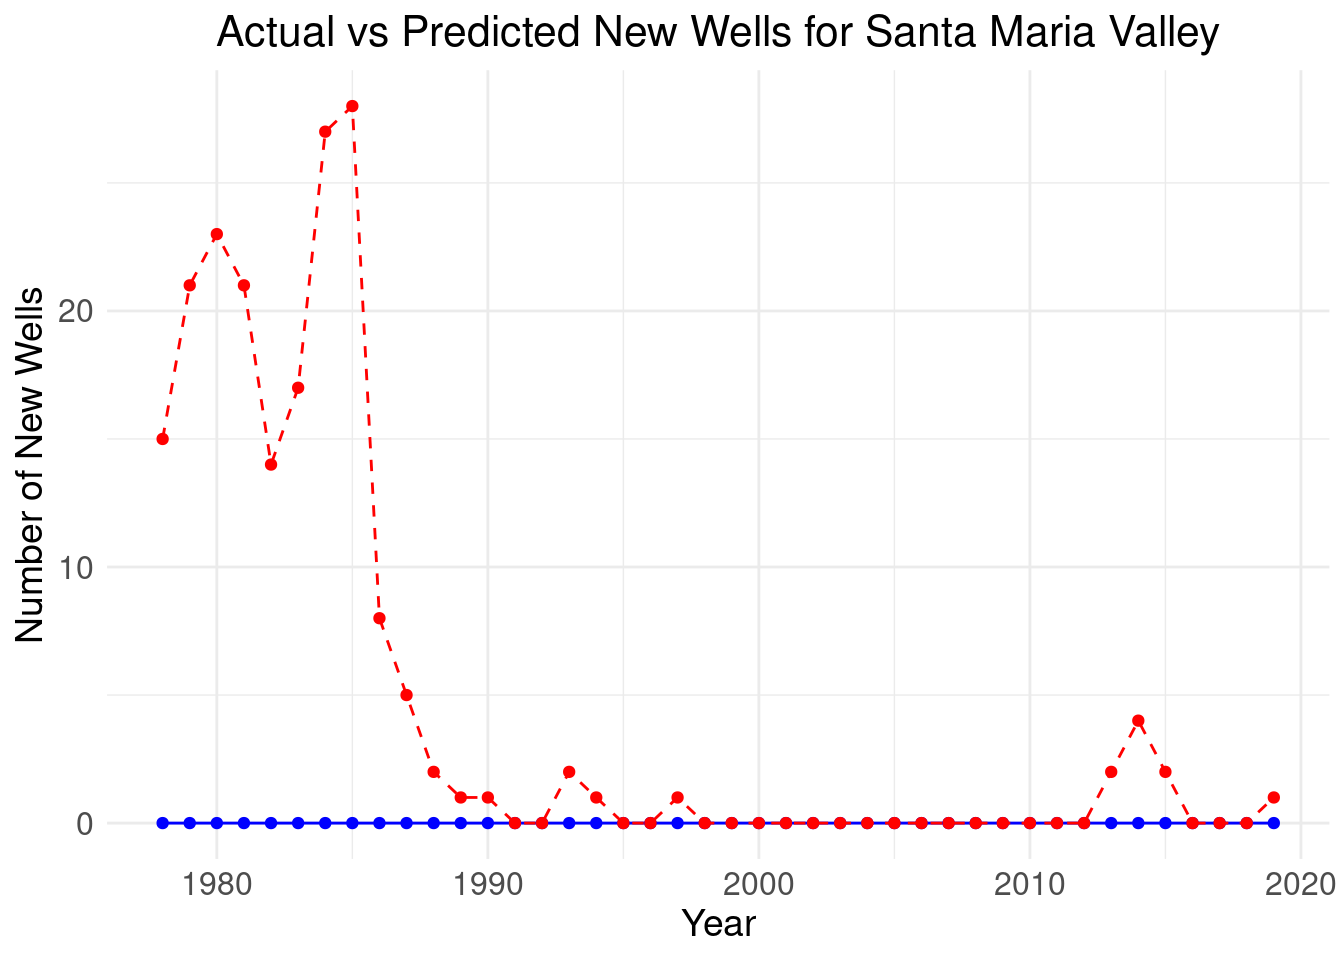 Actual vs Predicted New Wells for Santa Maria Valley
Number of New Wells
20
10
0
1980 1990 2000 2010 2020
Year